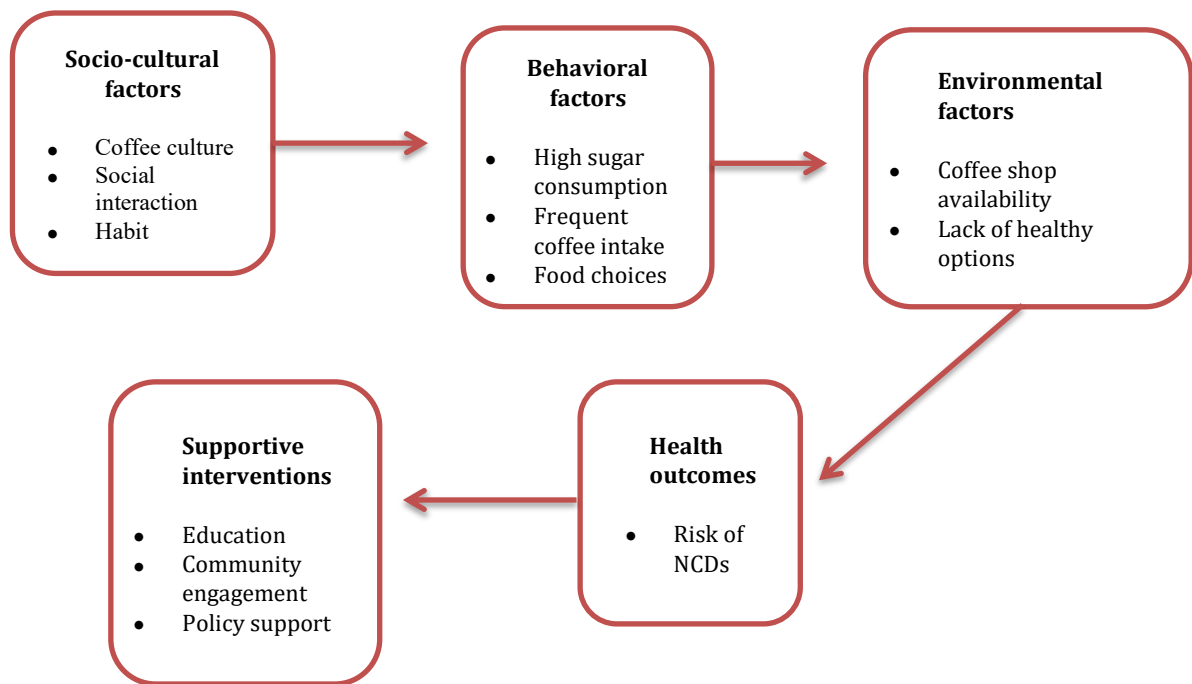 Socio-cultural
factors
● Coffee culture
● Social
interaction
● Habit
Behavioral
factors
● High sugar
consumption
● Frequent
coffee intake
● Food choices
Environmental
factors
● Coffee shop
availability
● Lack of healthy
options
Supportive
interventions
● Education
● Community
engagement
● Policy support
Health
outcomes
● Risk of
NCDs